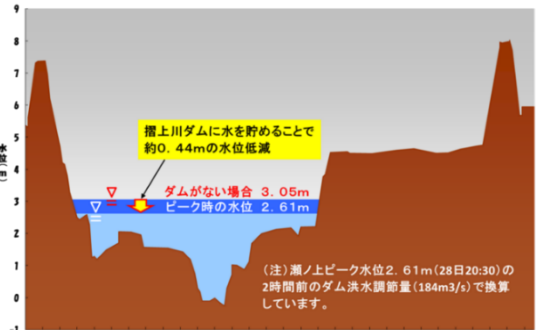 9
8
7
6
5
4
3
2
1
0
-1
水位(m)
摺上川ダムに水を貯めることで
約0.44mの水位低減
ダムがない場合 3.05m
ピーク時の水位 2.61m
(注)瀬ノ上ピーク水位2.61m(28日20:30)の
2時間前のダム洪水調節量(184m3/s)で換算
しています。